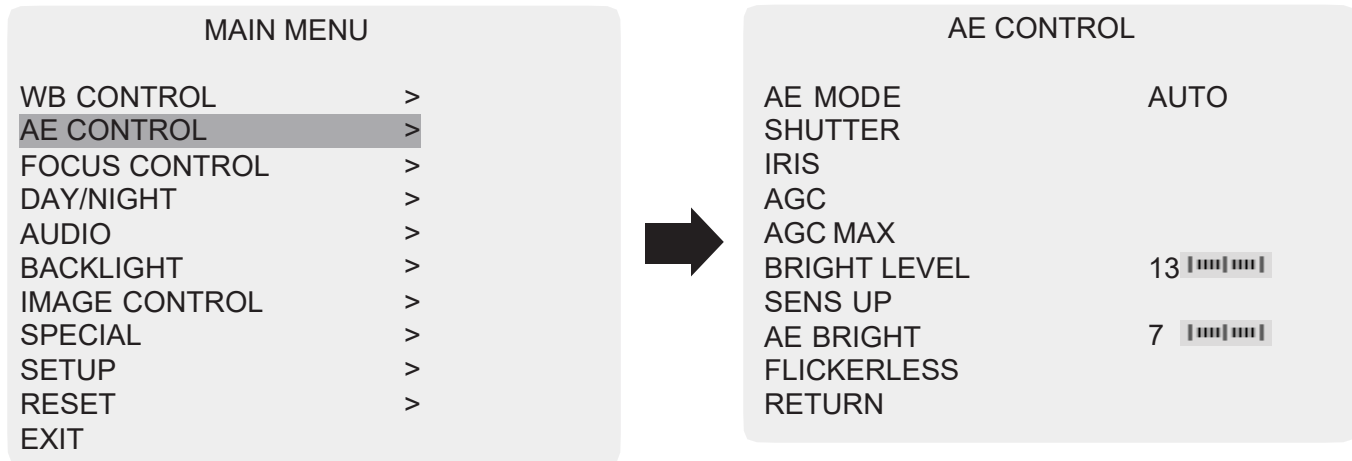 MAIN MENU
WB CONTROL >
AE CONTROL >
FOCUS CONTROL >
DAY/NIGHT >
AUDIO >
BACKLIGHT >
IMAGE CONTROL >
SPECIAL >
SETUP >
RESET >
EXIT
AE CONTROL
AE MODE AUTO
SHUTTER
IRIS
AGC
AGC MAX
BRIGHT LEVEL 13
SENS UP
AE BRIGHT 7
FLICKERLESS
RETURN